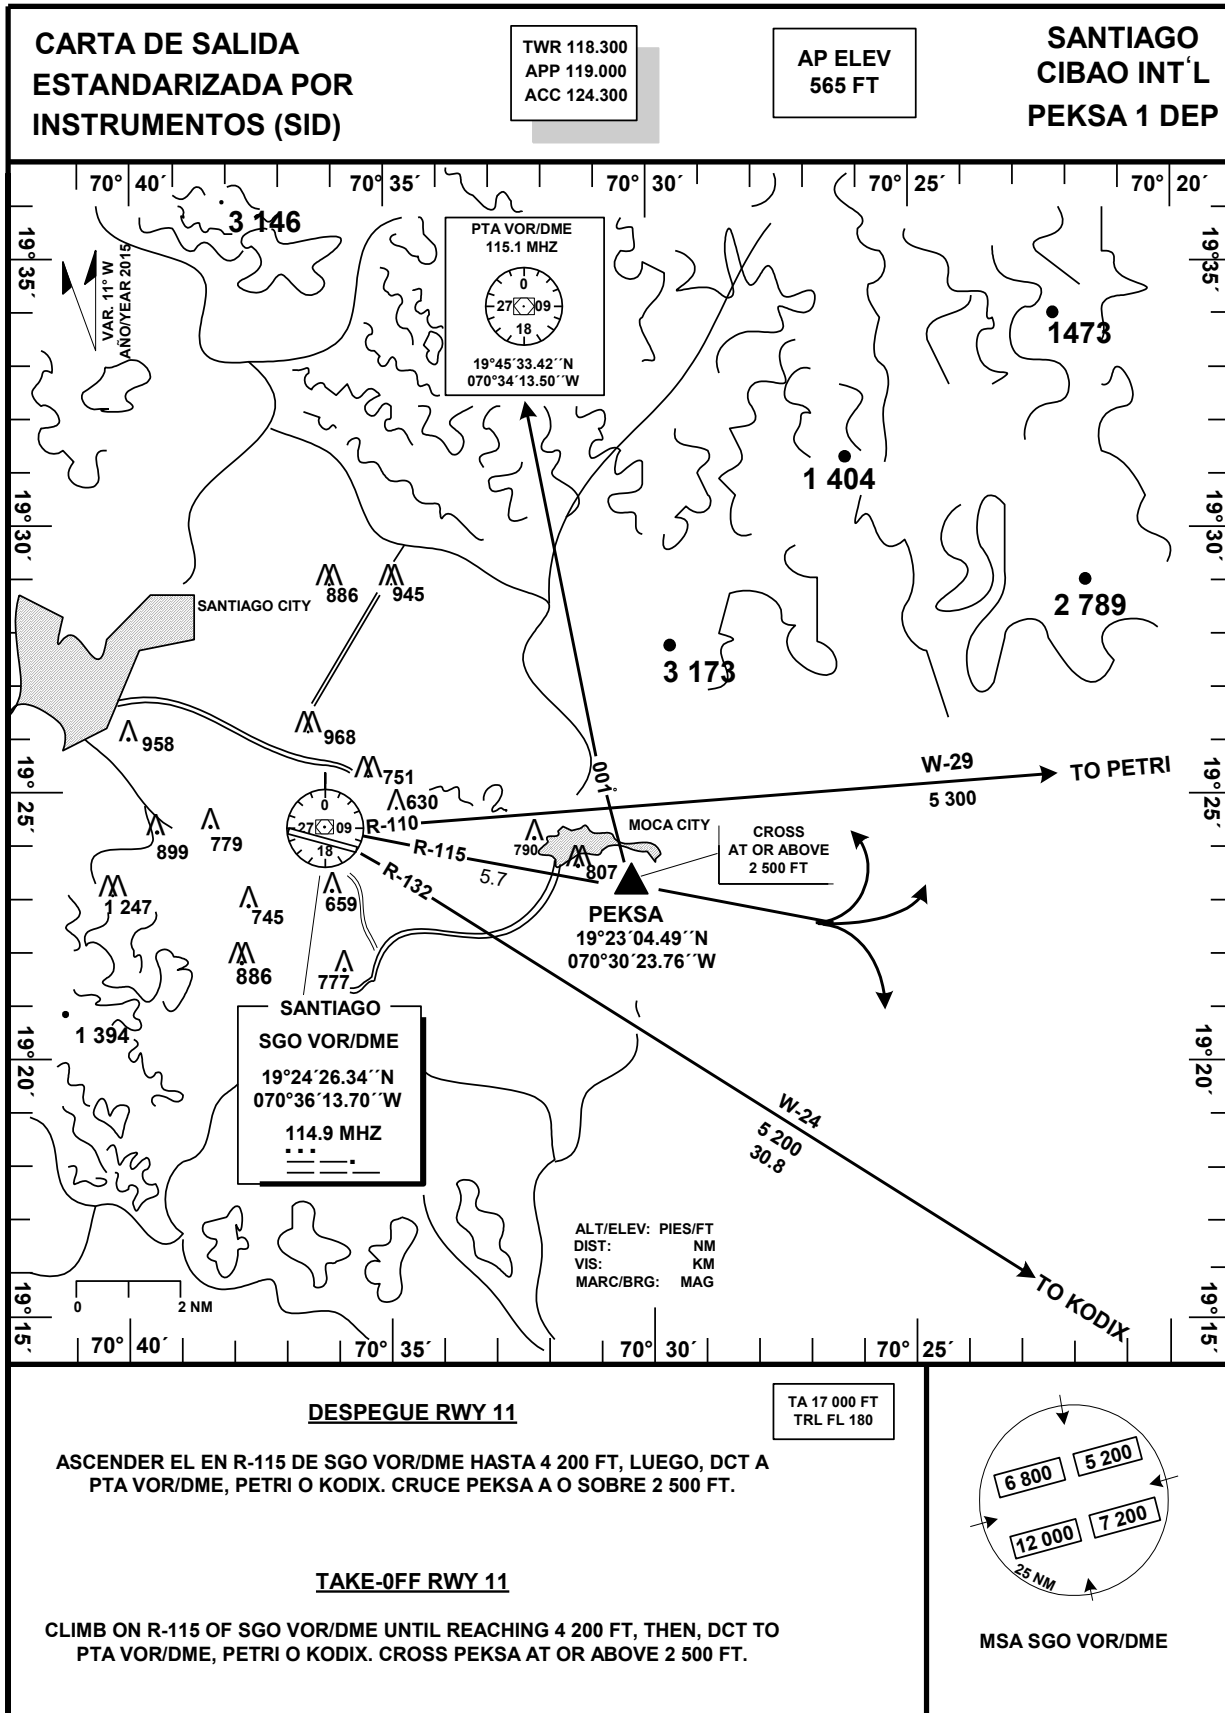 CARTA DE SALIDA
ESTANDARIZADA POR
INSTRUMENTOS (SID)
TWR 118.300
APP 119.000
ACC 124.300
AP ELEV
565 FT
SANTIAGO
CIBAO INT´L
PEKSA 1 DEP
70° 40´
70° 35´
70° 30´
70° 25´
70° 20´
19° 35´
19° 30´
19° 25´
19° 20´
19° 15´
19° 35´
19° 30´
19° 25´
19° 20´
19° 15´
VAR. 11° W
AÑO/YEAR 2015
3 146
PTA VOR/DME
115.1 MHZ
0
27 09
18
19°45´33.42´´N
070°34´13.50´´W
1473
1 404
2 789
3 173
886
945
SANTIAGO CITY
958
968
751
630
779
899
1 247
745
886
659
777
790
807
MOCA CITY
001°
W-29
5 300
TO PETRI
0
27 09
18
R-110
R-115
5.7
R-132
CROSS
AT OR ABOVE
2 500 FT
PEKSA
19°23´04.49´´N
070°30´23.76´´W
1 394
SANTIAGO
SGO VOR/DME
19°24´26.34´´N
070°36´13.70´´W
114.9 MHZ
W-24
5 200
30.8
TO KODIX
ALT/ELEV: PIES/FT
DIST: NM
VIS: KM
MARC/BRG: MAG
0 2 NM
70° 40´
70° 35´
70° 30´
70° 25´
DESPEGUE RWY 11
TA 17 000 FT
TRL FL 180
ASCENDER EL EN R-115 DE SGO VOR/DME HASTA 4 200 FT, LUEGO, DCT A
PTA VOR/DME, PETRI O KODIX. CRUCE PEKSA A O SOBRE 2 500 FT.
TAKE-0FF RWY 11
CLIMB ON R-115 OF SGO VOR/DME UNTIL REACHING 4 200 FT, THEN, DCT TO
PTA VOR/DME, PETRI O KODIX. CROSS PEKSA AT OR ABOVE 2 500 FT.
6 800
5 200
12 000
7 200
25 NM
MSA SGO VOR/DME